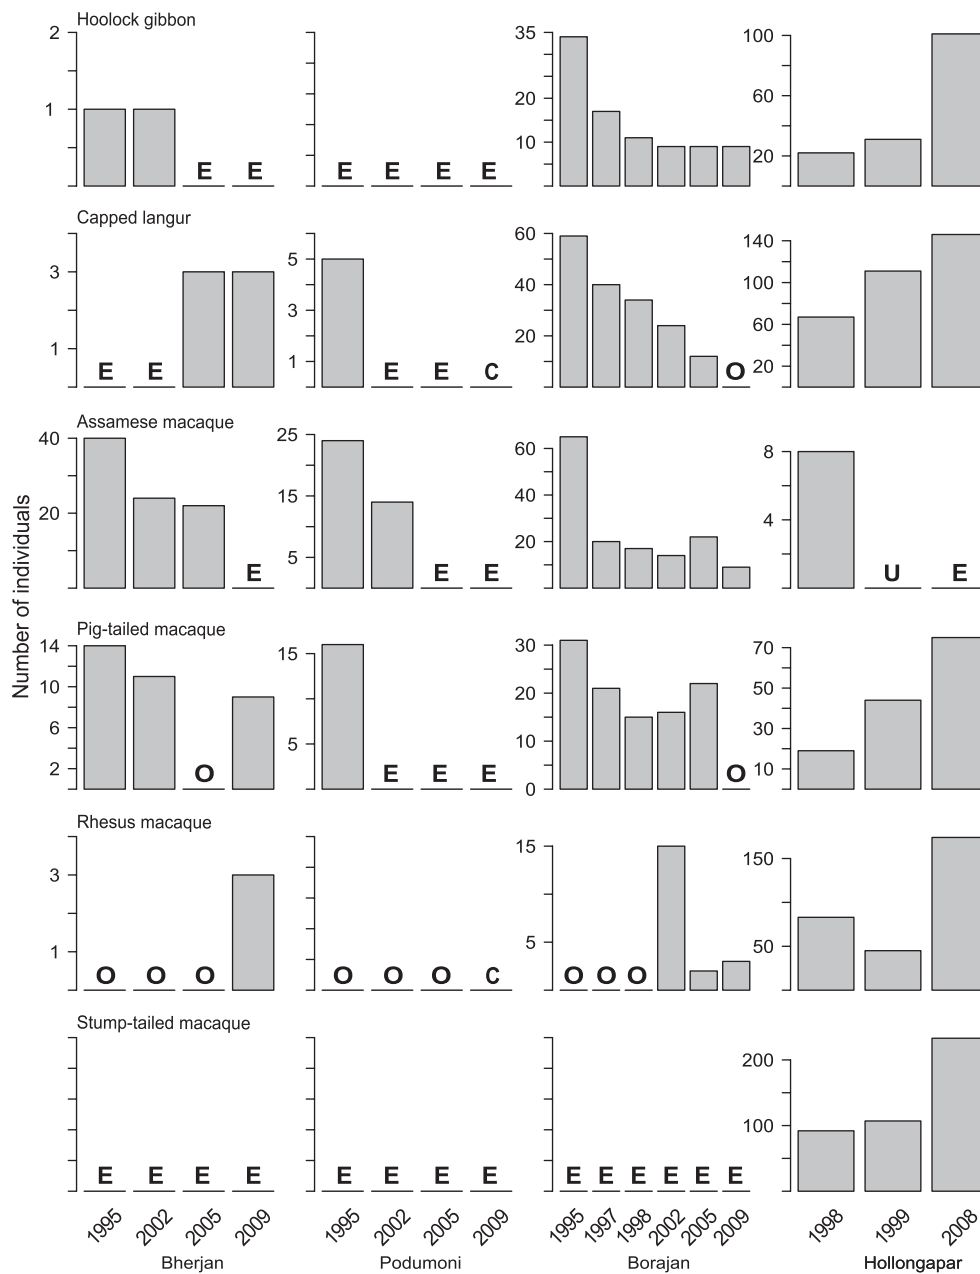 Hoolock gibbon
2 1
35 20 10
100 60 20
E E E E E E
Capped langur
3 1
5 3 1
60 40 20
140 100 60 20
E E E E C O
Assamese macaque
40 20
25 15 5
60 40 20
8 4
E E E U E
Number of individuals
Pig-tailed macaque
14 10 6 2
15 5
30 20 10 0
70 50 30 10
O E E E O
Rhesus macaque
3 1
15 5
150 50
O O O O O O C O O O
Stump-tailed macaque
200 100
E E E E E E E E E E E E E E
1995 2002 2005 2009 1995 2002 2005 2009 1995 1997 1998 2002 2005 2009 1998 1999 2008
Bherjan Podumoni Borajan Hollongapar